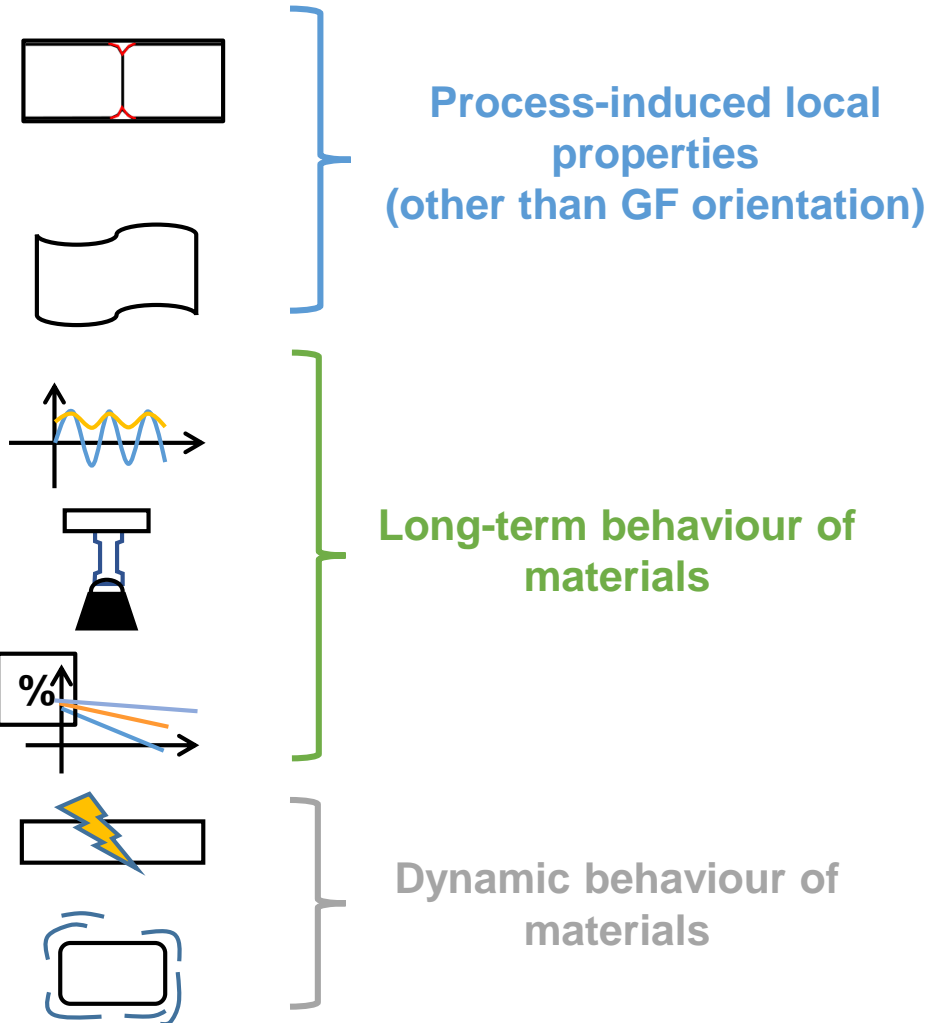 Process-induced local
properties
(other than GF orientation)
Long-term behaviour of
materials
%
Dynamic behaviour of
materials